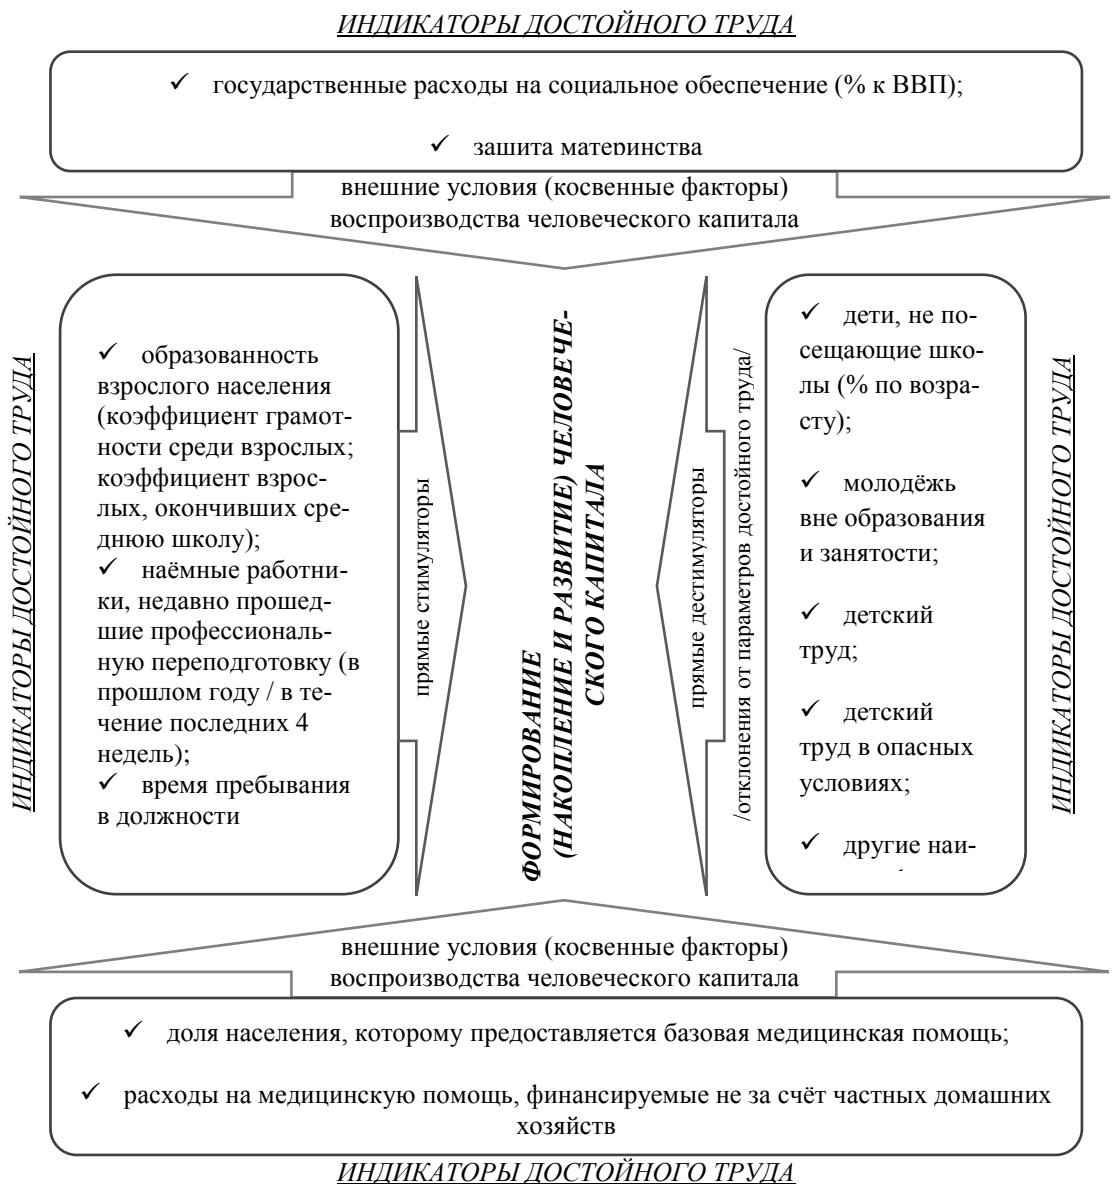 ИНДИКАТОРЫ ДОСТОЙНОГО ТРУДА
✓ государственные расходы на социальное обеспечение (% к ВВП);
✓ защита материнства
внешние условия (косвенные факторы)
воспроизводства человеческого капитала
ИНДИКАТОРЫ ДОСТОЙНОГО ТРУДА
✓ образованность
взрослого населения
(коэффициент грамот-
ности среди взрослых;
коэффициент взрос-
лых, окончивших сре-
днюю школу);
✓ наёмные работни-
ки, недавно прошед-
шие профессиональ-
ную переподготовку (в
прошлом году / в те-
чение последних 4
недель);
✓ время пребывания
в должности
прямые стимуляторы
ФОРМИРОВАНИЕ
(НАКОПЛЕНИЕ И РАЗВИТИЕ) ЧЕЛОВЕЧЕ-
СКОГО КАПИТАЛА
прямые дестимуляторы
/отклонения от параметров достойного труда/
✓ дети, не по-
сещающие шко-
лы (% по возра-
сту);
✓ молодёжь
вне образования
и занятости;
✓ детский
труд;
✓ детский
труд в опасных
условиях;
✓ другие наи-
ИНДИКАТОРЫ ДОСТОЙНОГО ТРУДА
внешние условия (косвенные факторы)
воспроизводства человеческого капитала
✓ доля населения, которому предоставляется базовая медицинская помощь;
✓ расходы на медицинскую помощь, финансируемые не за счёт частных домашних
хозяйств
ИНДИКАТОРЫ ДОСТОЙНОГО ТРУДА